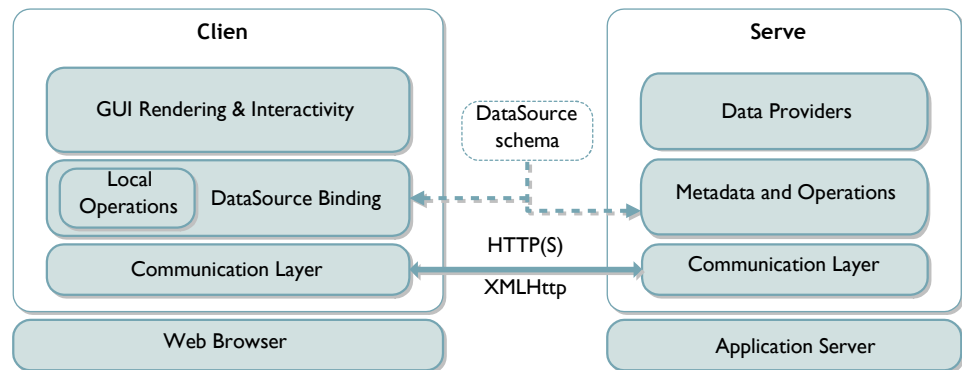 Clien
GUI Rendering & Interactivity
Local
Operations
DataSource Binding
Communication Layer
Web Browser
DataSource
schema
HTTP(S)
XMLHttp
Serve
Data Providers
Metadata and Operations
Communication Layer
Application Server